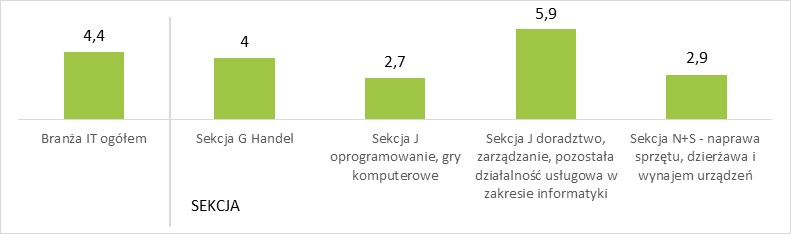 4,4
4
2,7
5,9
2,9
Branża IT ogółem
Sekcja G Handel
Sekcja J
oprogramowanie, gry
komputerowe
Sekcja J doradztwo,
zarządzanie, pozostała
działalność usługowa w
zakresie informatyki
Sekcja N+S - naprawa
sprzętu, dzierżawa i
wynajem urządzeń
SEKCJA